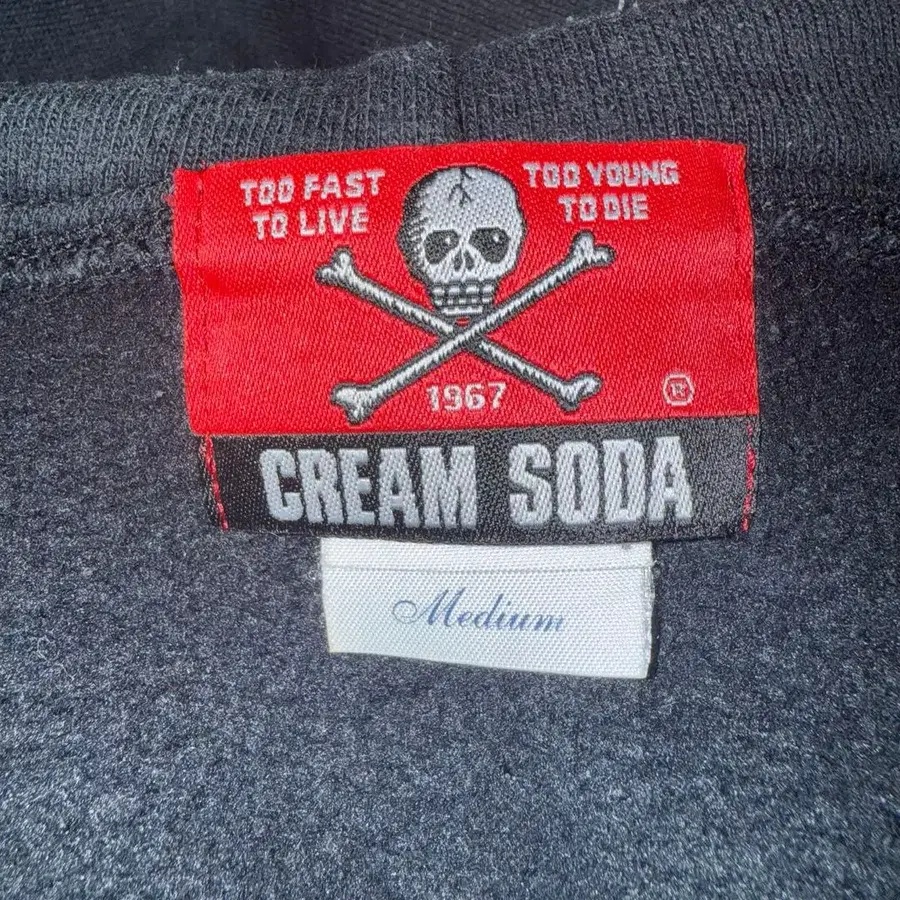 TOO FAST
TO LIVE
TOO YOUNG
TO DIE
1967
®
CREAM SODA
Medium